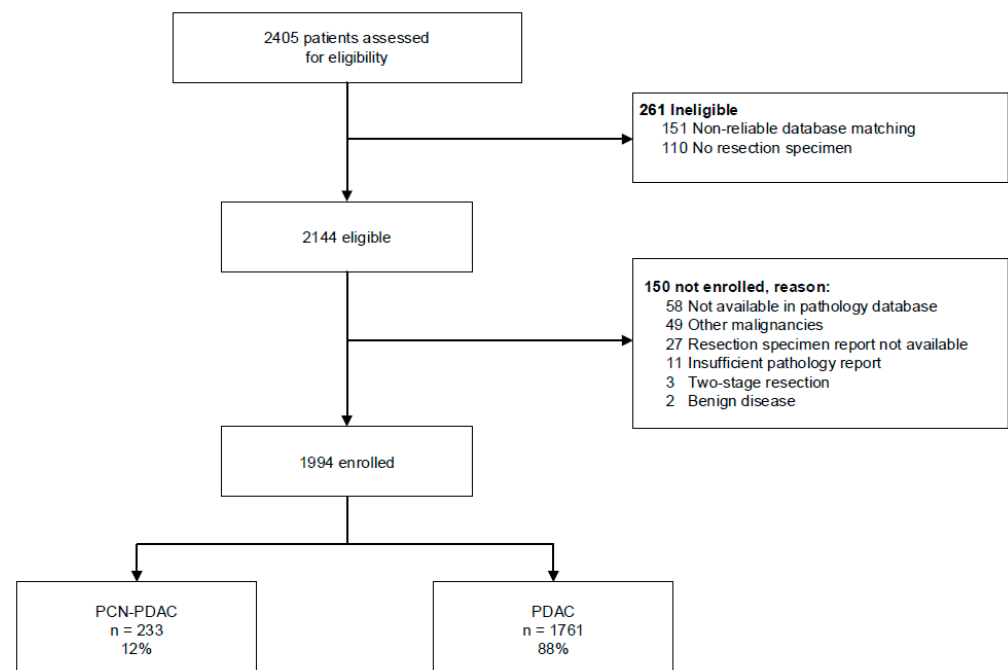 2405 patients assessed
for eligibility
261 Ineligible
151 Non-reliable database matching
110 No resection specimen
2144 eligible
150 not enrolled, reason:
58 Not available in pathology database
49 Other malignancies
27 Resection specimen report not available
11 Insufficient pathology report
3 Two-stage resection
2 Benign disease
1994 enrolled
PCN-PDAC
n = 233
12%
PDAC
n = 1761
88%